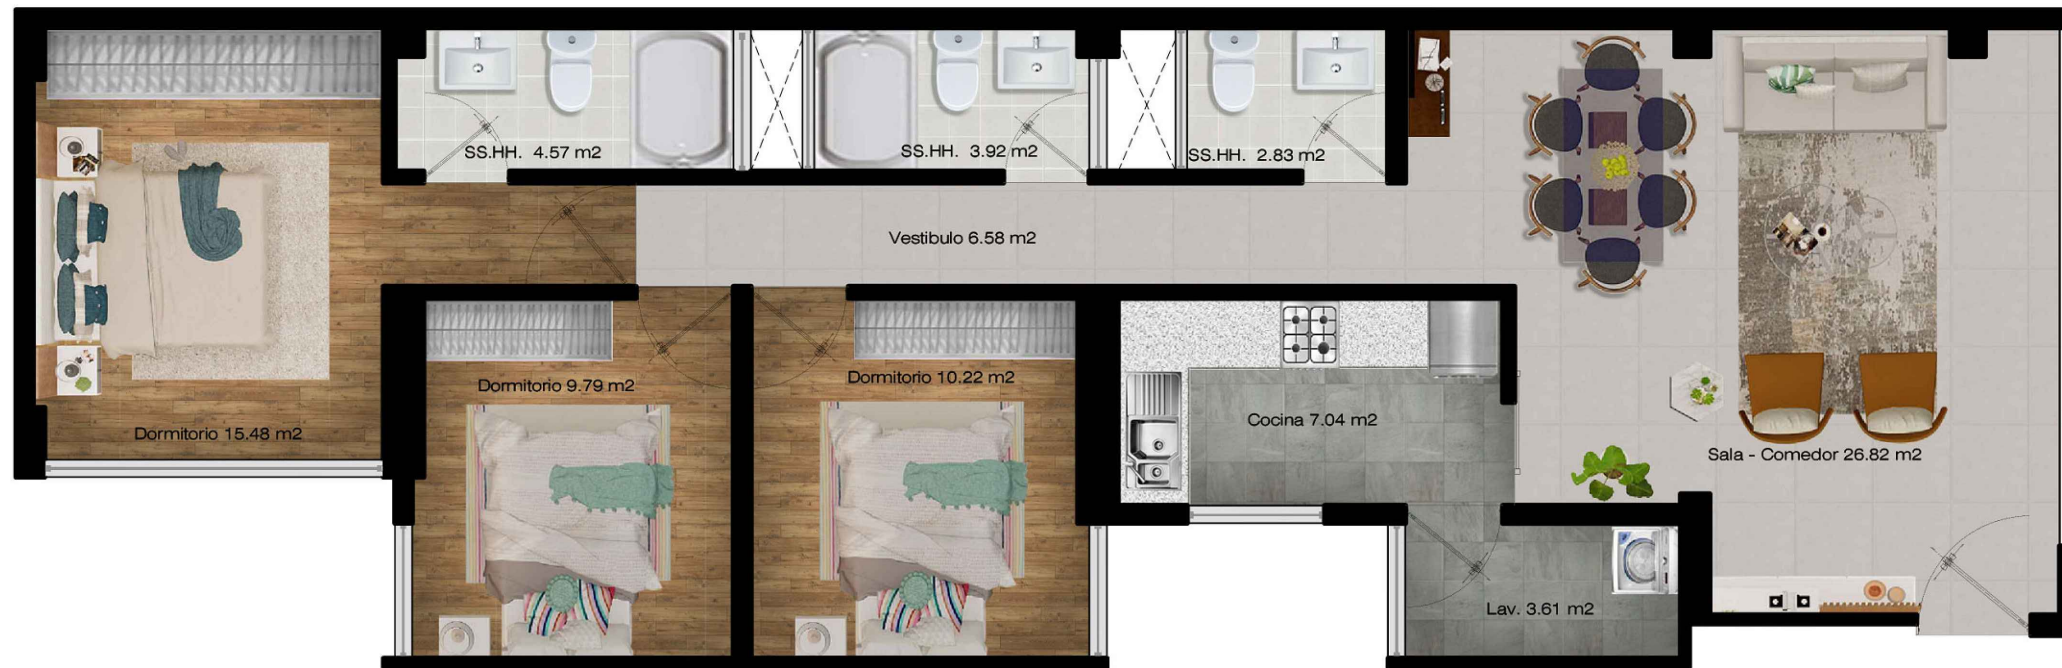 SS.HH. 4.57 m2
SS.HH. 3.92 m2
SS.HH. 2.83 m2
Vestibulo 6.58 m2
Dormitorio 9.79 m2
Dormitorio 10.22 m2
Cocina 7.04 m2
Dormitorio 15.48 m2
Sala - Comedor 26.82 m2
Lav. 3.61 m2